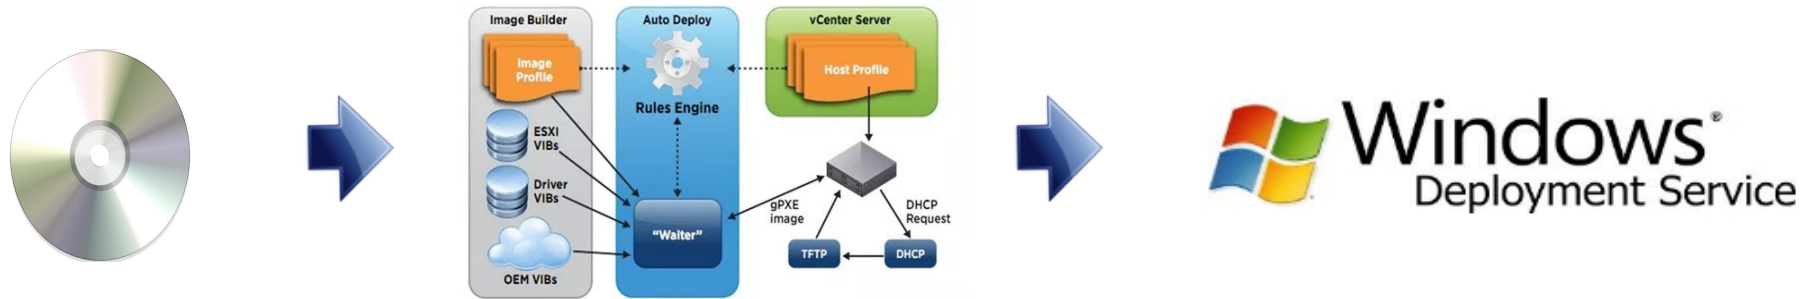 Image Builder
Image
Profile
ESXI
VIBs
Driver
VIBs
OEM VIBs
Auto Deploy
Rules Engine
"Waiter"
vCenter Server
Host Profile
gPXE
image
DHCP
Request
TFTP
DHCP
Windows®
Deployment Service